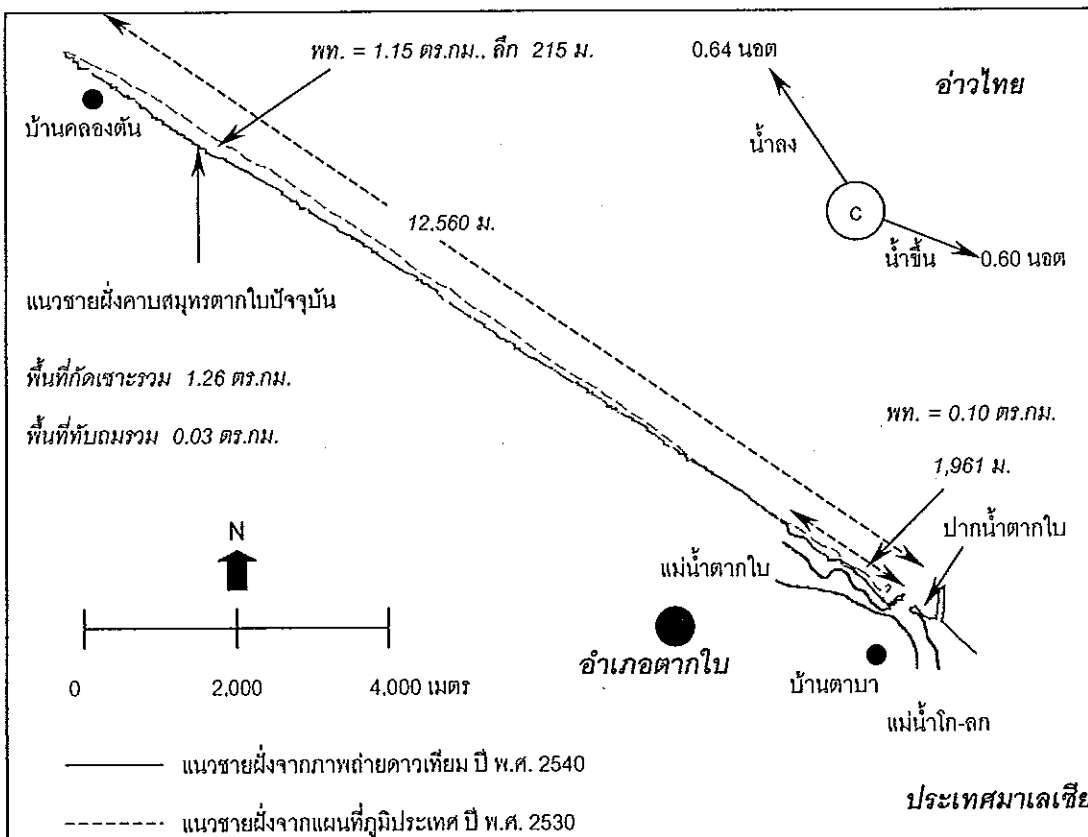 พท. = 1.15 ตร.กม., ลึก 215 ม.
0.64 นอต
อ่าวไทย
บ้านคลองตัน
น้ำลง
C
12.560 ม.
น้ำขึ้น
0.60 นอต
แนวชายฝั่งคาบสมุทรตากใบปัจจุบัน
พื้นที่กัดเซาะรวม 1.26 ตร.กม.
พท. = 0.10 ตร.กม.
พื้นที่ทับถมรวม 0.03 ตร.กม.
1,961 ม.
N
ปากน้ำตากใบ
แม่น้ำตากใบ
?
อำเภอตากใบ
บ้านตาบา
0
2,000
4,000 เมตร
แม่น้ำโก-ลก
แนวชายฝั่งจากภาพถ่ายดาวเทียม ปี พ.ศ. 2540
ประเทศมาเลเซีย
แนวชายฝั่งจากแผนที่ภูมิประเทศ ปี พ.ศ. 2530